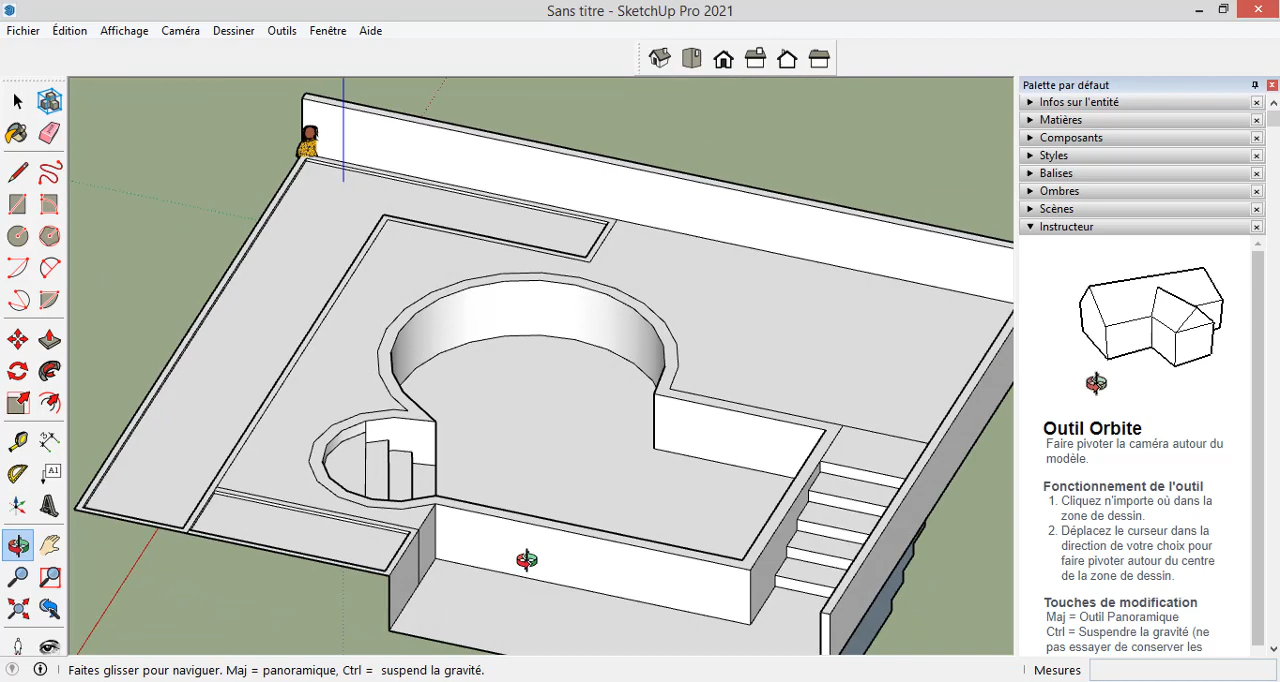 Sans titre - SketchUp Pro 2021
Fichier Édition Affichage Caméra Dessiner Outils Fenêtre Aide
Palette par défaut
Infos sur l'entité
Matières
Composants
Styles
Balises
Ombres
Scènes
Instructeur
A1
Outil Orbite
Faire pivoter la caméra autour du
modèle.
Fonctionnement de l'outil
1. Cliquez n'importe où dans la
zone de dessin.
2. Déplacez le curseur dans la
direction de votre choix pour
faire pivoter autour du centre
de la zone de dessin.
Touches de modification
Maj = Outil Panoramique
Ctrl = Suspendre la gravité (ne
pas essayer de conserver les
Faites glisser pour naviguer. Maj = panoramique, Ctrl = suspend la gravité.
Mesures